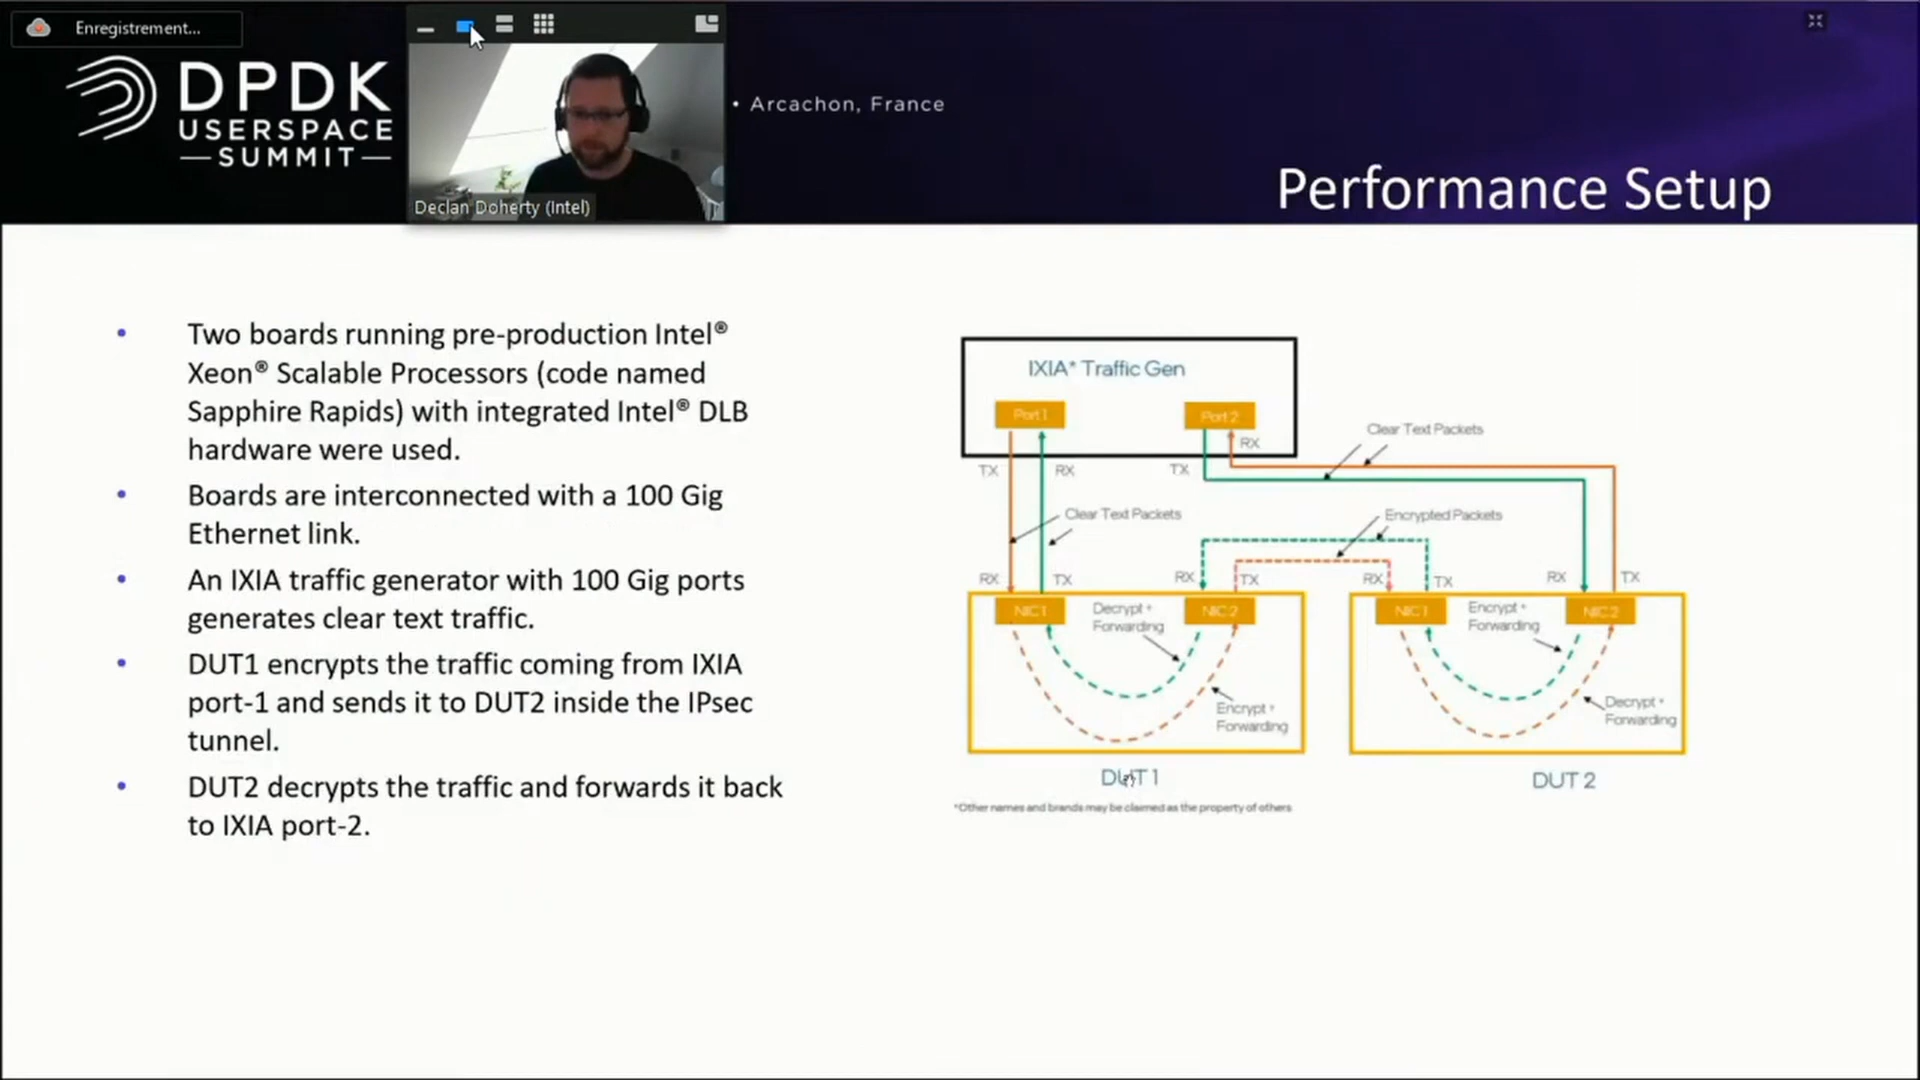 Enregistrement...
DPDK
USERSPACE
SUMMIT
• Arcachon, France
Declan Doherty (Intel)
Performance Setup
• Two boards running pre-production Intel®
Xeon® Scalable Processors (code named
Sapphire Rapids) with integrated Intel® DLB
hardware were used.
• Boards are interconnected with a 100 Gig
Ethernet link.
• An IXIA traffic generator with 100 Gig ports
generates clear text traffic.
• DUT1 encrypts the traffic coming from IXIA
port-1 and sends it to DUT2 inside the IPsec
tunnel.
• DUT2 decrypts the traffic and forwards it back
to IXIA port-2.
IXIA* Traffic Gen
Port 1
Port 2
RX
Clear Text Packets
TX
RX
TX
Clear Text Packets
Encrypted Packets
RX
TX
RX
TX
RX
TX
RX
TX
NIC 1
Decrypt +
Forwarding
NIC 2
NIC 1
Encrypt +
Forwarding
NIC 2
Encrypt +
Forwarding
Decrypt +
Forwarding
DUT 1
DUT 2
*Other names and brands may be claimed as the property of others